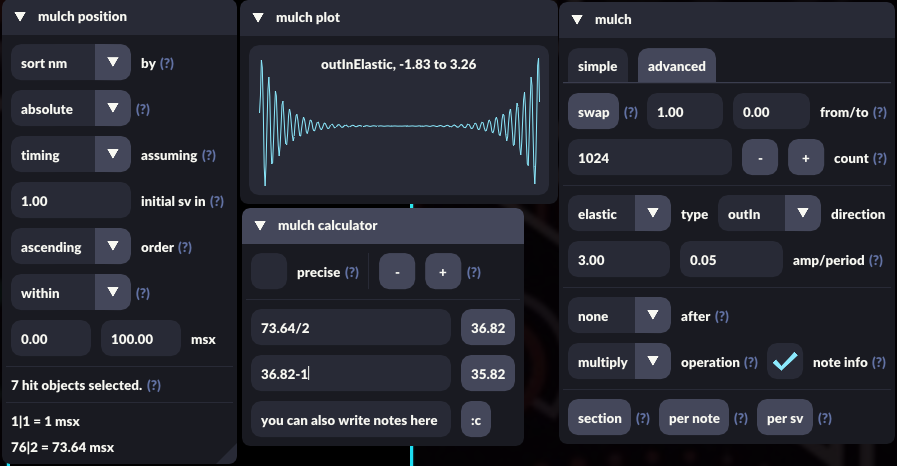 mulch position
sort nm by (?)
absolute (?)
timing assuming (?)
1.00 initial sv in (?)
ascending order (?)
within (?)
0.00 100.00 msx
7 hit objects selected. (?)
1|1 = 1 msx
76|2 = 73.64 msx
mulch plot
outInElastic, -1.83 to 3.26
mulch calculator
precise (?) - + (?)
73.64/2 36.82
36.82-1 35.82
you can also write notes here :c
mulch
simple advanced
swap (?) 1.00 0.00 from/to (?)
1024 - + count (?)
elastic type outIn direction
3.00 0.05 amp/period (?)
none after (?)
multiply operation (?) note info (?)
section (?) per note (?) per sv (?)